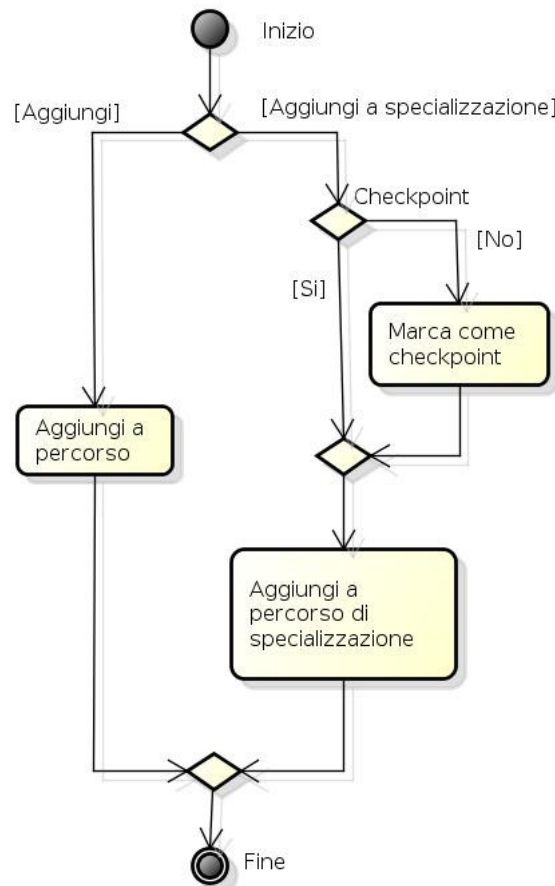 Inizio
[Aggiungi]
[Aggiungi a specializzazione]
Checkpoint
[No]
[Si]
Marca come
checkpoint
Aggiungi a
percorso
Aggiungi a
percorso di
specializzazione
Fine